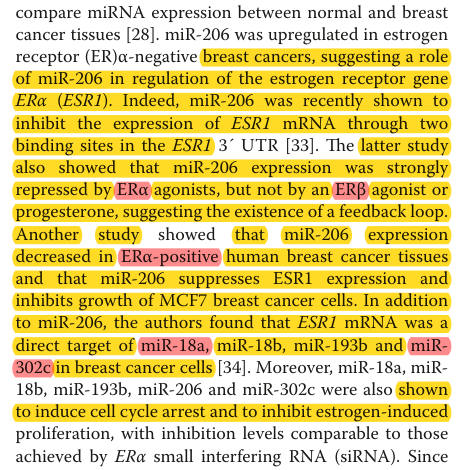 compare miRNA expression between normal and breast
cancer tissues [28]. miR-206 was upregulated in estrogen
receptor (ER)α-negative breast cancers, suggesting a role
of miR-206 in regulation of the estrogen receptor gene
ERα (ESR1). Indeed, miR-206 was recently shown to
inhibit the expression of ESR1 mRNA through two
binding sites in the ESR1 3´ UTR [33]. The latter study
also showed that miR-206 expression was strongly
repressed by ERα agonists, but not by an ERβ agonist or
progesterone, suggesting the existence of a feedback loop.
Another study showed that miR-206 expression
decreased in ERα-positive human breast cancer tissues
and that miR-206 suppresses ESR1 expression and
inhibits growth of MCF7 breast cancer cells. In addition
to miR-206, the authors found that ESR1 mRNA was a
direct target of miR-18a, miR-18b, miR-193b and miR-
302c in breast cancer cells [34]. Moreover, miR-18a, miR-
18b, miR-193b, miR-206 and miR-302c were also shown
to induce cell cycle arrest and to inhibit estrogen-induced
proliferation, with inhibition levels comparable to those
achieved by ERα small interfering RNA (siRNA). Since